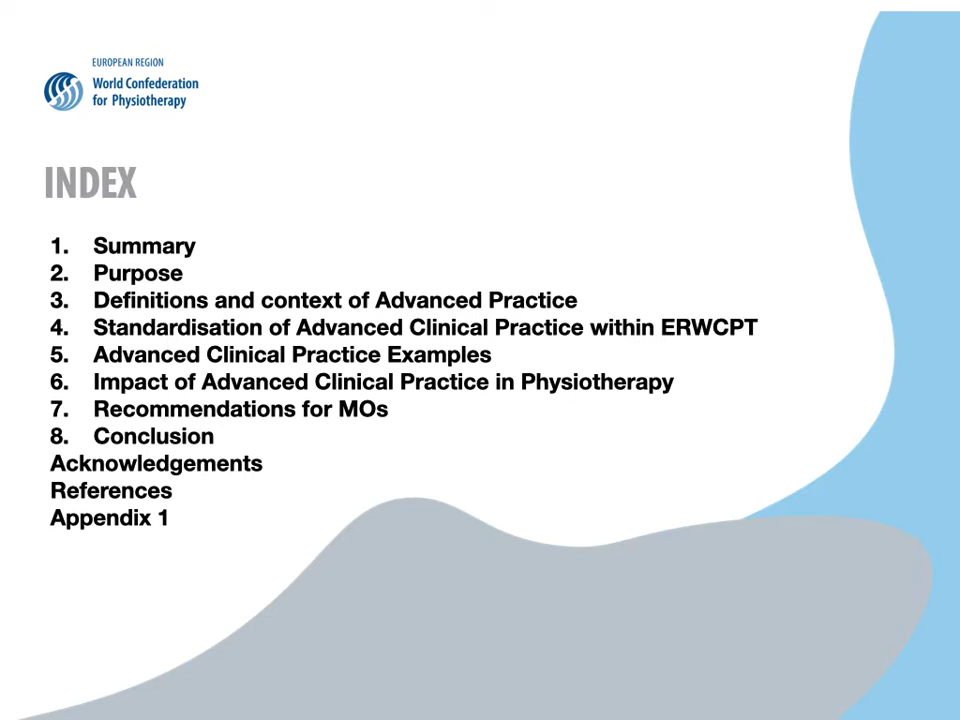 EUROPEAN REGION
World Confederation
for Physiotherapy
INDEX
1. Summary
2. Purpose
3. Definitions and context of Advanced Practice
4. Standardisation of Advanced Clinical Practice within ERWCPT
5. Advanced Clinical Practice Examples
6. Impact of Advanced Clinical Practice in Physiotherapy
7. Recommendations for MOs
8. Conclusion
Acknowledgements
References
Appendix 1